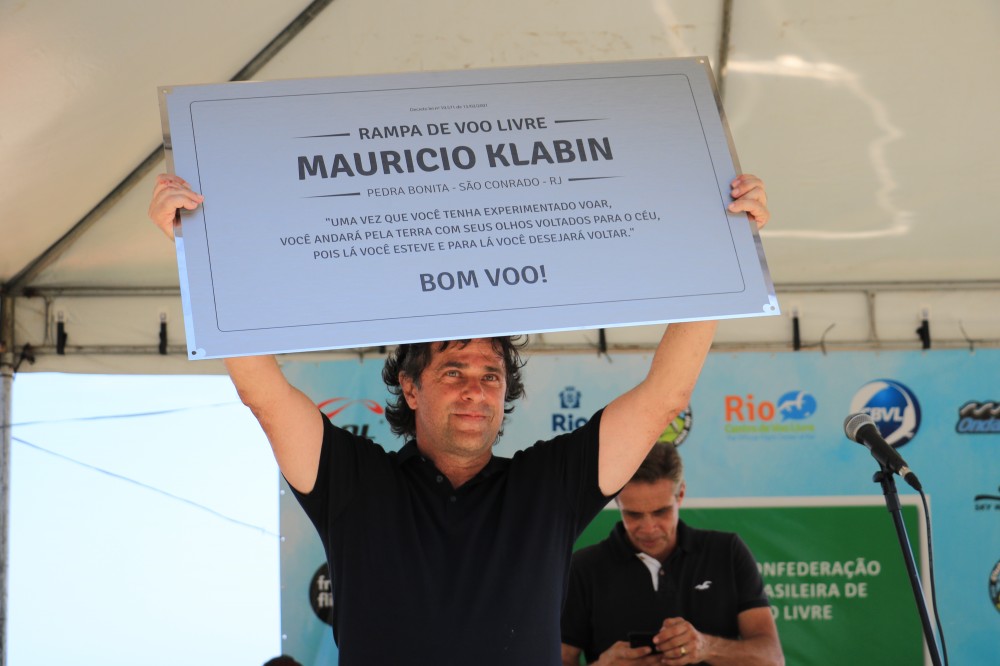 RAMPA DE VOO LIVRE
MAURICIO KLABIN
PEDRA BONITA - SÃO CONRADO - RJ
"UMA VEZ QUE VOCÊ TENHA EXPERIMENTADO VOAR,
VOCÊ ANDARÁ PELA TERRA COM SEUS OLHOS VOLTADOS PARA O CÉU,
POIS LÁ VOCÊ ESTEVE E PARA LÁ VOCÊ DESEJARÁ VOLTAR."
BOM VOO!
Rio
Rio
CBVL
Onda
ONFEDERAÇÃO
ASILEIRA DE
O LIVRE